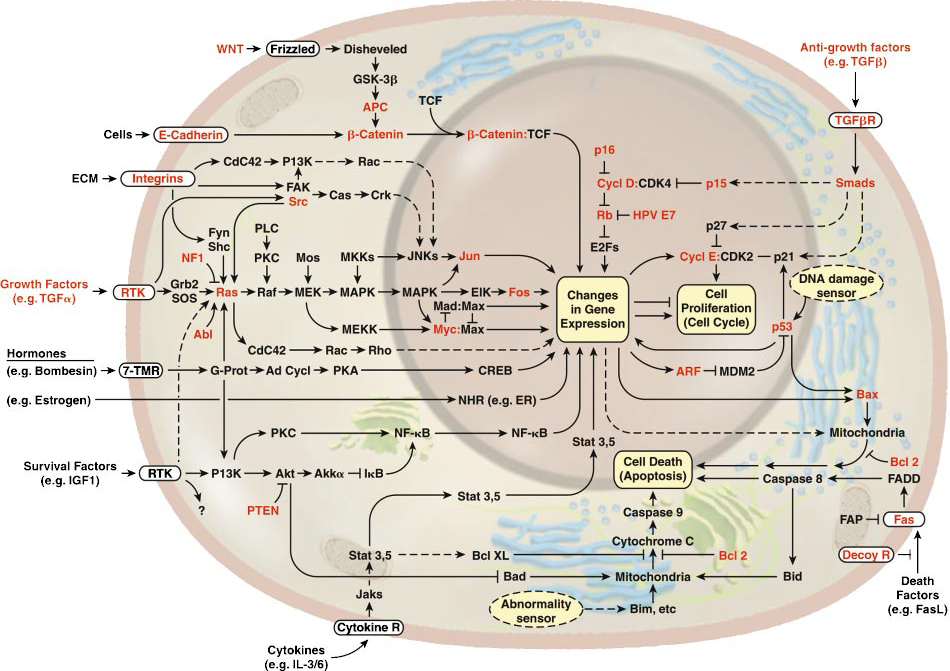 WNT Frizzled Disheveled
GSK-3β
APC
TCF
Cells E-Cadherin β-Catenin β-Catenin:TCF
ECM Integrins
CdC42 P13K Rac
FAK
Src Cas Crk
Fyn
Shc
PLC
PKC
NF1
Mos
MKKs JNKs Jun
Growth Factors
(e.g. TGFα)
RTK
Grb2
SOS
Ras Raf MEK MAPK MAPK ElK Fos
Mad:Max
Abl
MEKK Myc:Max
CdC42 Rac Rho
Hormones
(e.g. Bombesin)
7-TMR G-Prot Ad Cycl PKA CREB
(e.g. Estrogen) NHR (e.g. ER)
PKC NF-κB NF-κB
Survival Factors
(e.g. IGF1)
RTK P13K Akt Akkα IκB
?
PTEN
Stat 3,5
Stat 3,5
Stat 3,5
Bcl XL
Bad
Jaks
Cytokine R
Cytokines
(e.g. IL-3/6)
Changes
in Gene
Expression
Anti-growth factors
(e.g. TGFβ)
TGFβR
Smads
p16
Cycl D:CDK4 p15
Rb HPV E7
E2Fs
p27
Cycl E:CDK2 p21
DNA damage
sensor
Cell
Proliferation
(Cell Cycle)
p53
ARF MDM2
Bax
Mitochondria
Bcl 2
Cell Death
(Apoptosis)
Caspase 8 FADD
Caspase 9
FAP Fas
Cytochrome C
Bcl 2
Decoy R
Mitochondria Bid
Death
Factors
(e.g. FasL)
Abnormality
sensor
Bim, etc